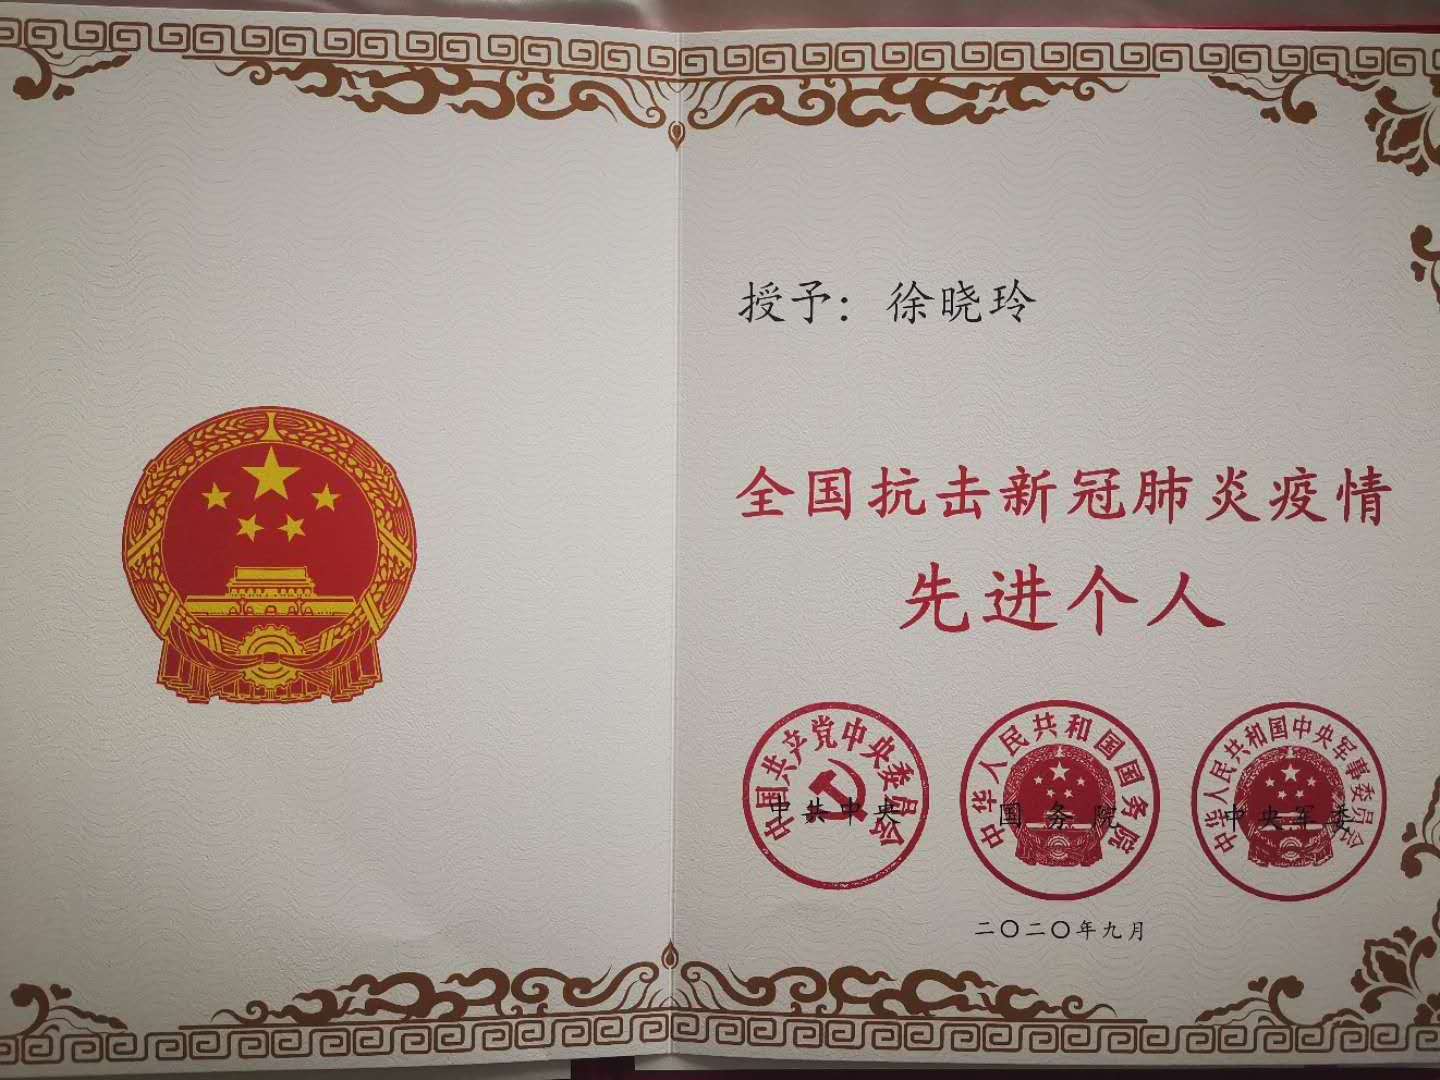 授予：徐晓玲
全国抗击新冠肺炎疫情
先进个人
中国共产党中央委员会
中共中央
中华人民共和国国务院
国务院
中华人民共和国中央军事委员会
中央军委
二〇二〇年九月